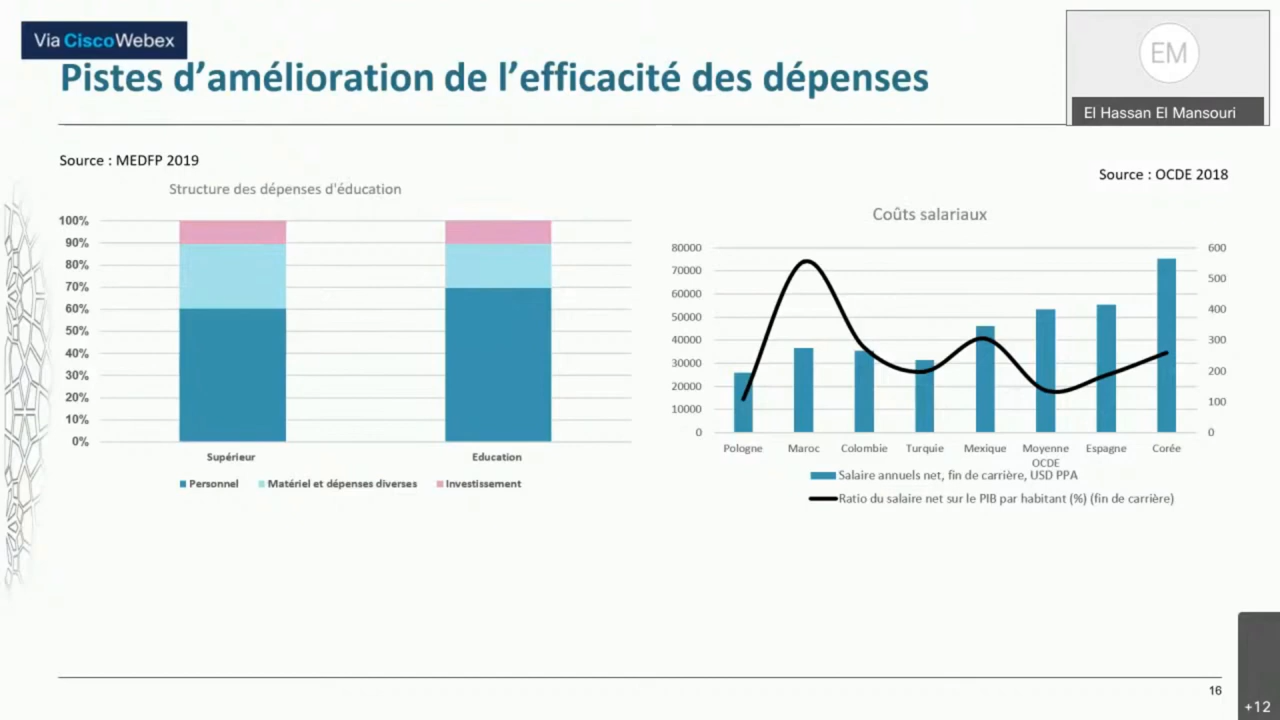 Via CiscoWebex
Pistes d’amélioration de l’efficacité des dépenses
EM
El Hassan El Mansouri
Source : MEDFP 2019
Structure des dépenses d'éducation
100%
90%
80%
70%
60%
50%
40%
30%
20%
10%
0%
Supérieur Education
Personnel Matériel et dépenses diverses Investissement
Source : OCDE 2018
Coûts salariaux
80000 600
70000 500
60000
50000 400
40000 300
30000 200
20000
10000 100
0 0
Pologne Maroc Colombie Turquie Mexique Moyenne OCDE Espagne Corée
Salaire annuels net, fin de carrière, USD PPA
Ratio du salaire net sur le PIB par habitant (%) (fin de carrière)
16
+12